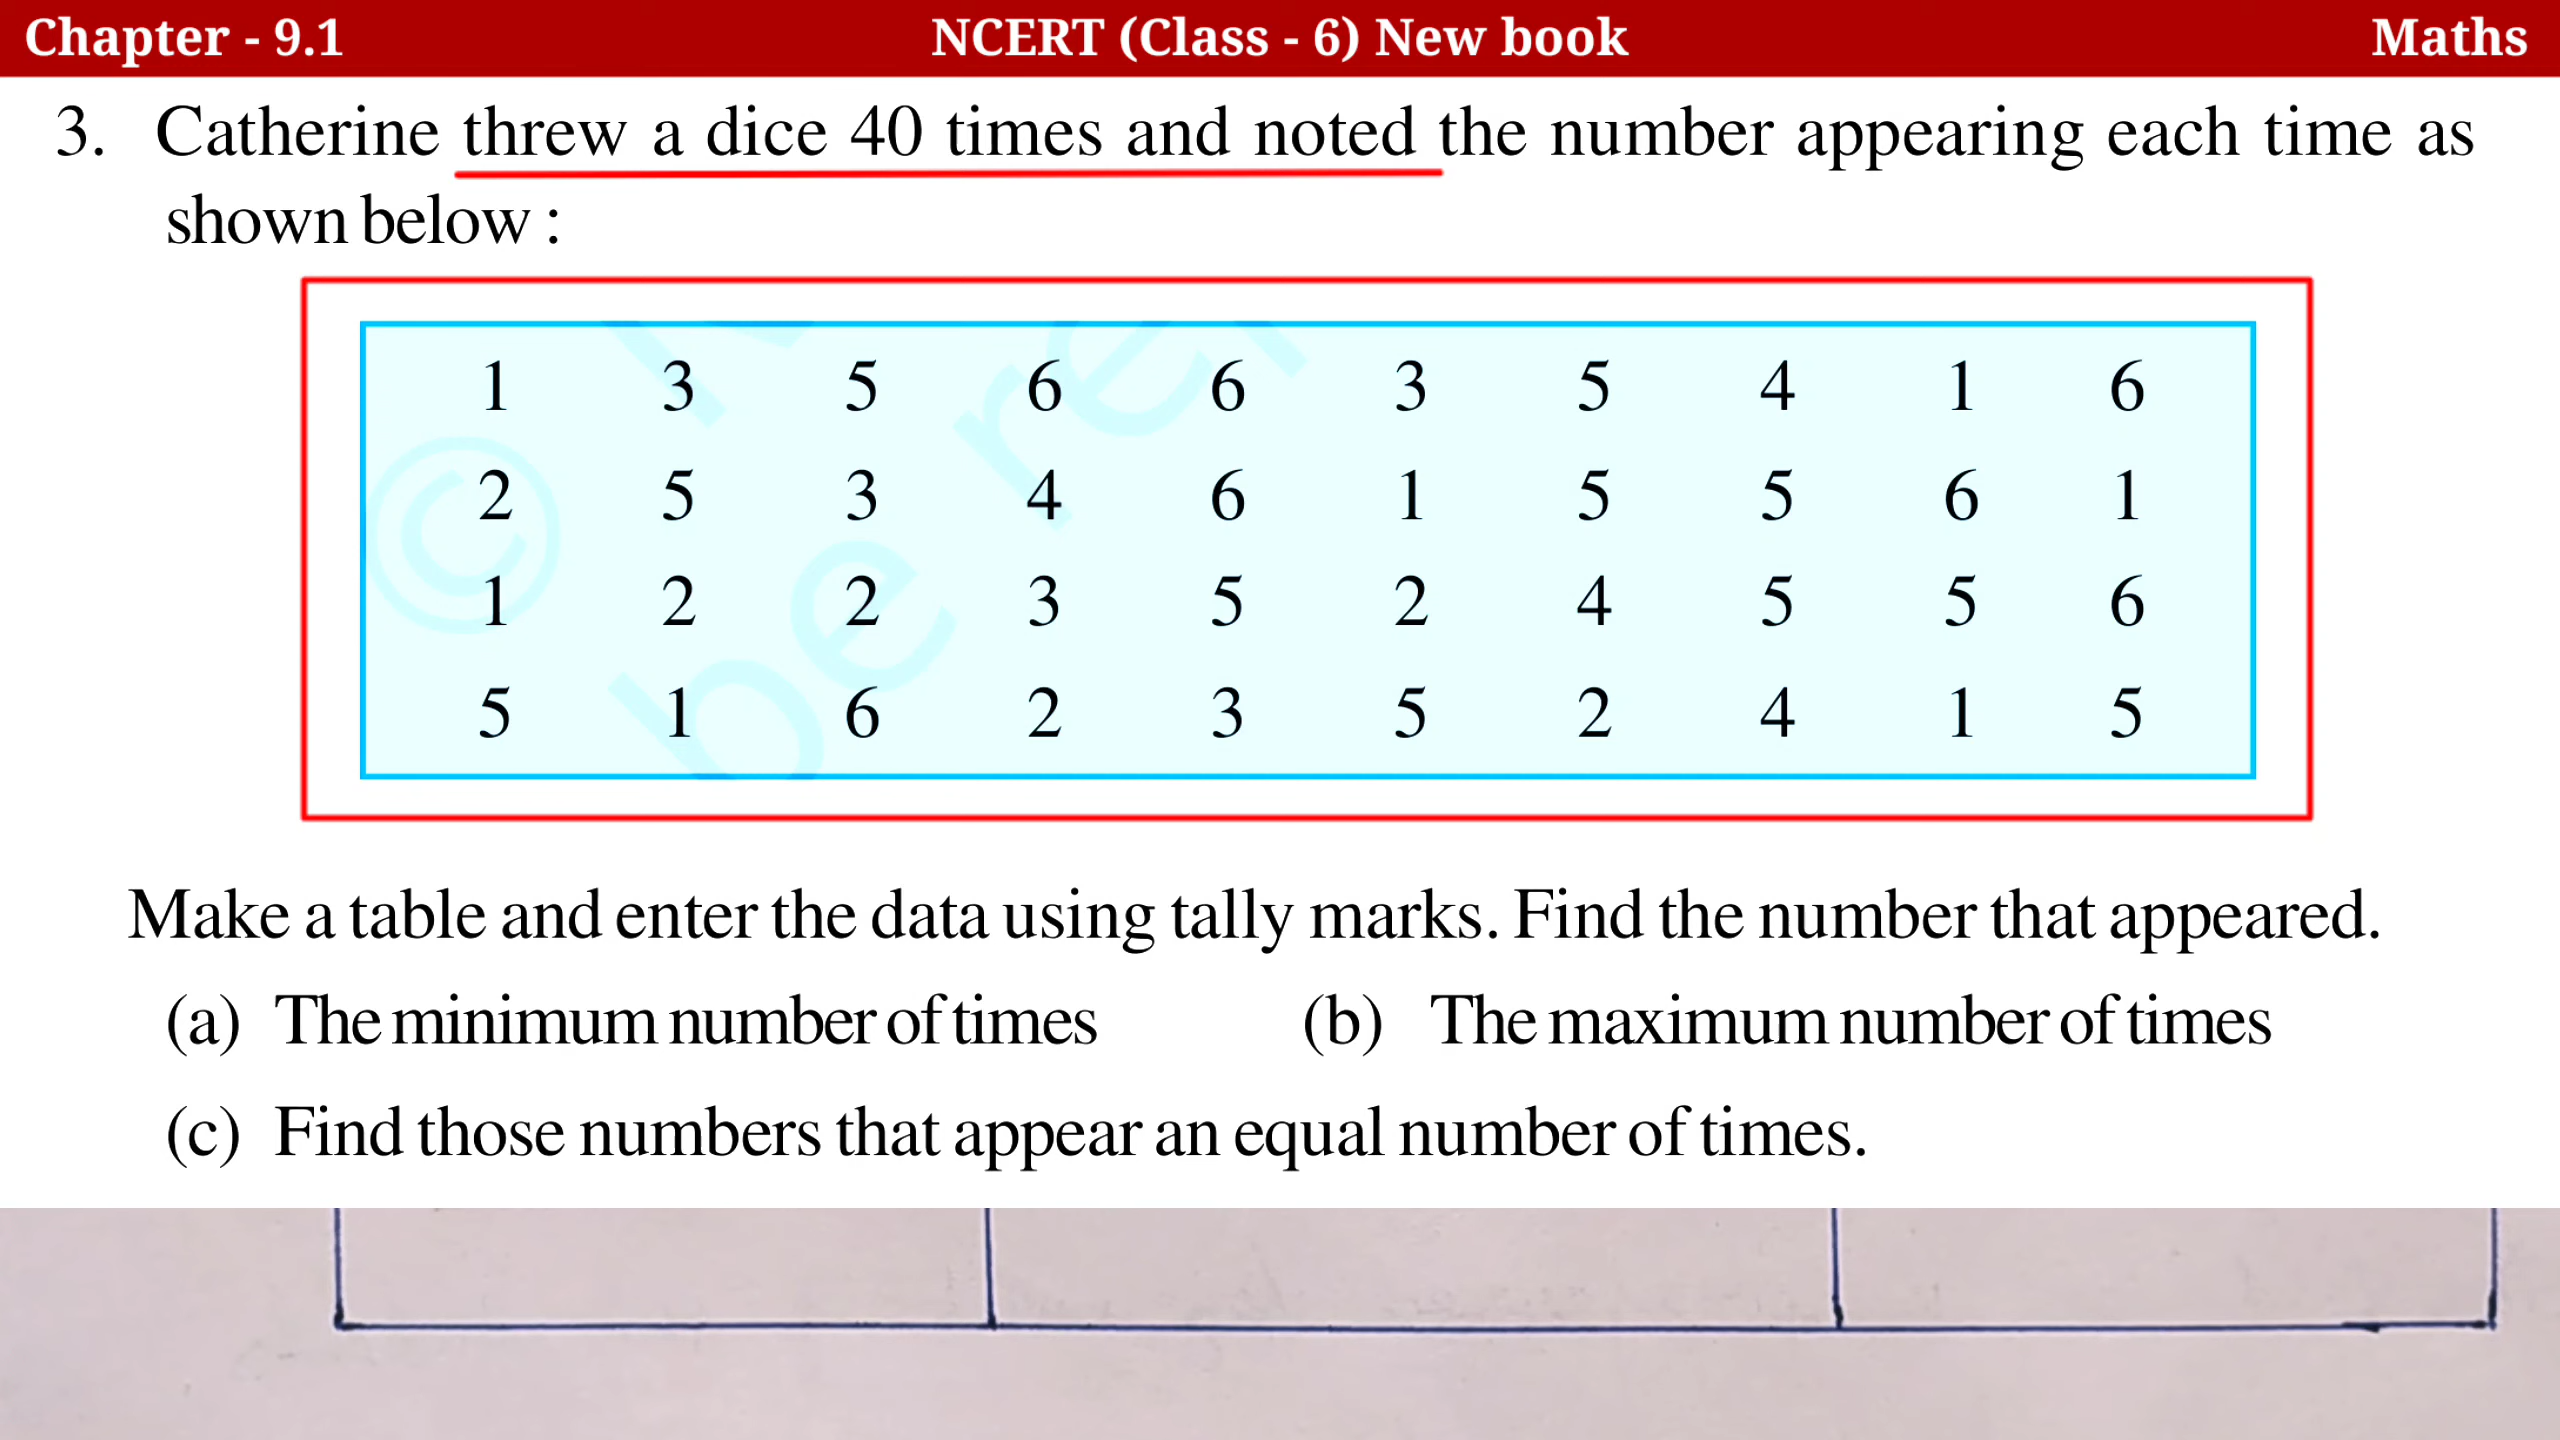 Chapter - 9.1 NCERT (Class - 6) New book Maths
3. Catherine threw a dice 40 times and noted the number appearing each time as
shown below :
1 3 5 6 6 3 5 4 1 6
2 5 3 4 6 1 5 5 6 1
1 2 2 3 5 2 4 5 5 6
5 1 6 2 3 5 2 4 1 5
Make a table and enter the data using tally marks. Find the number that appeared.
(a) The minimum number of times (b) The maximum number of times
(c) Find those numbers that appear an equal number of times.